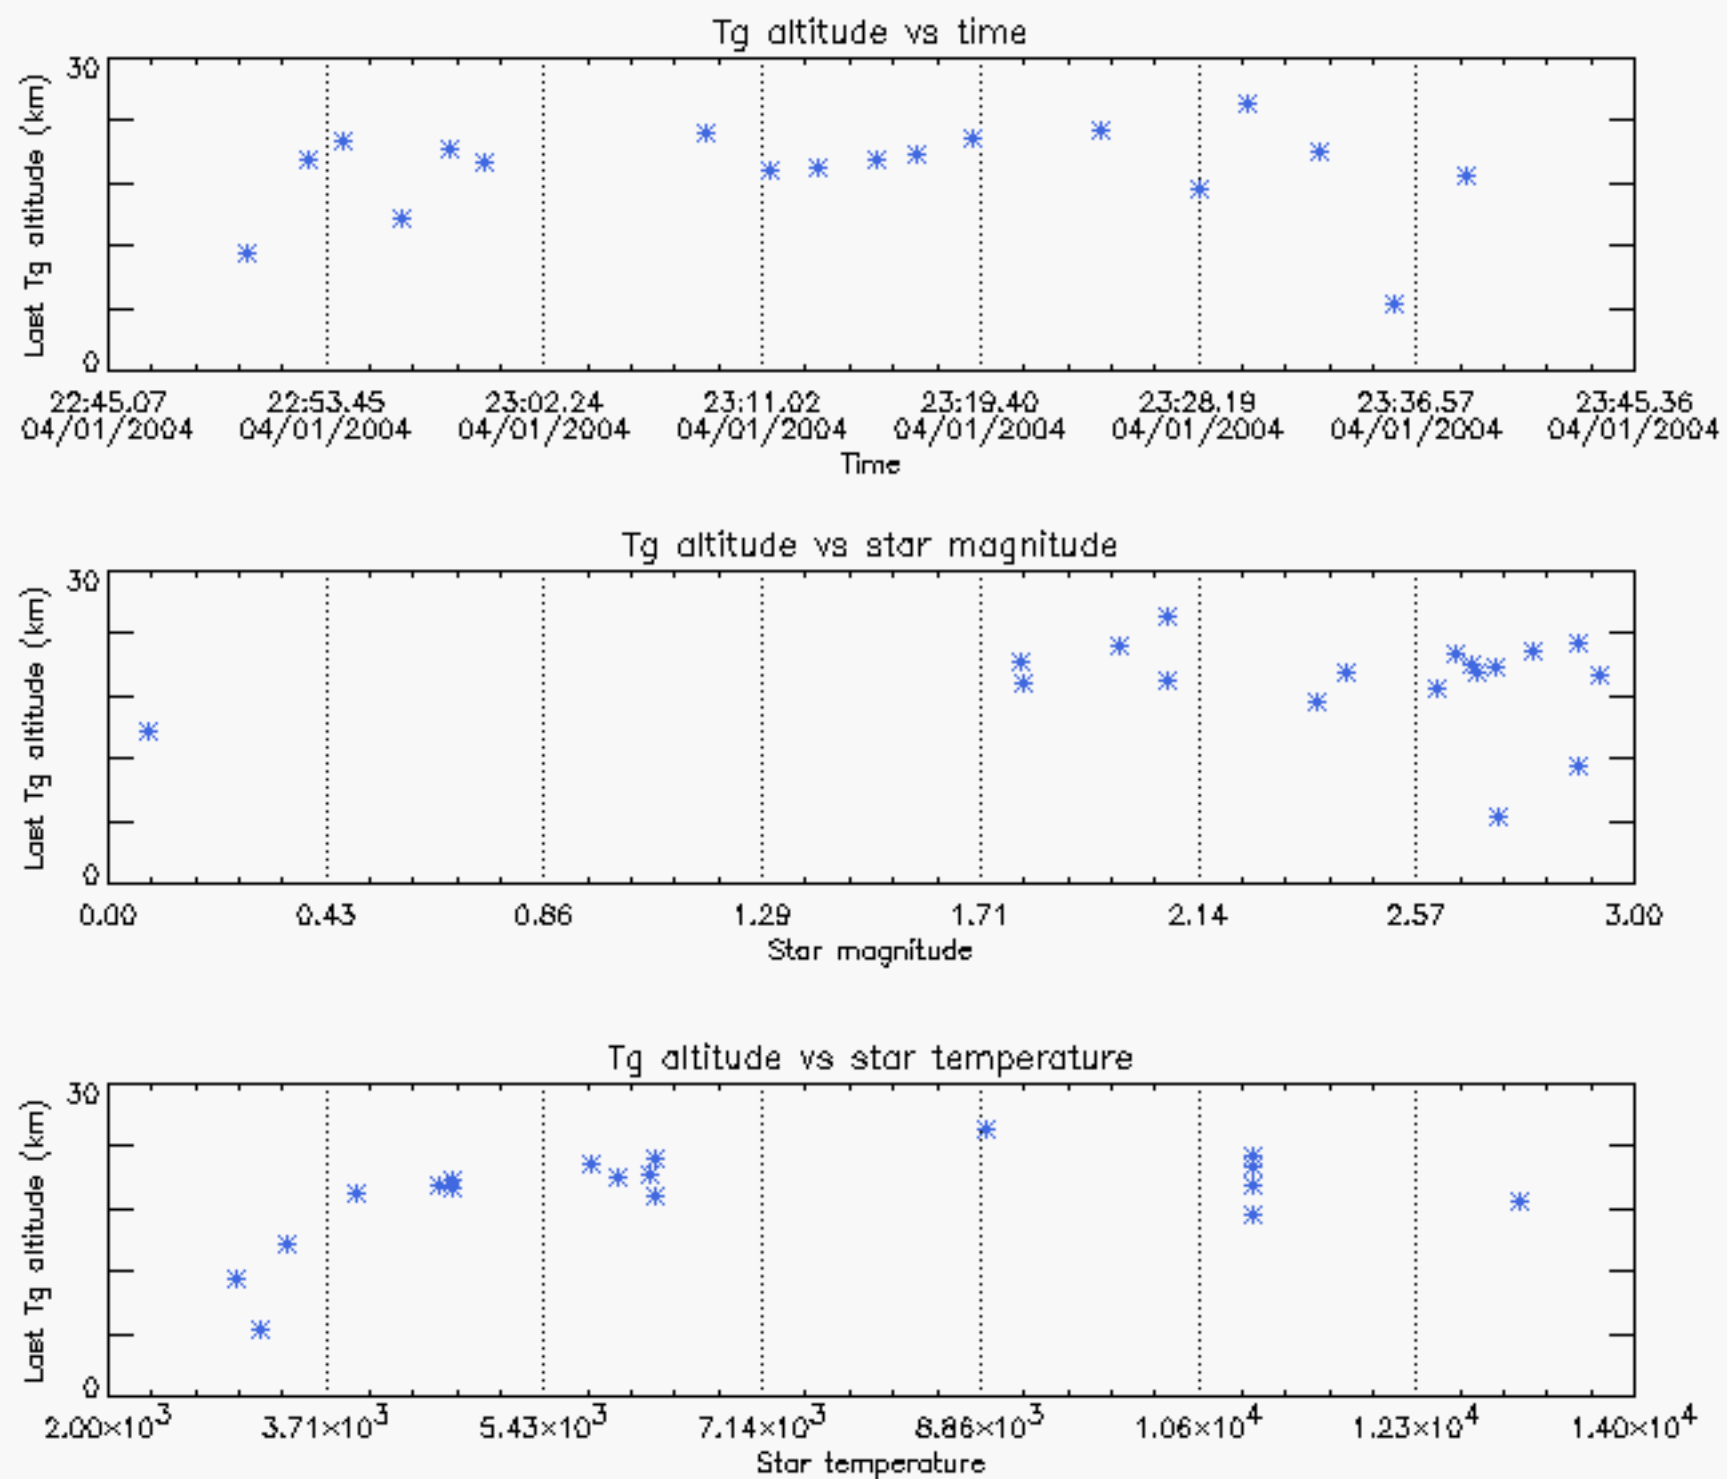 Tg altitude vs time
30
Last Tg altitude (km)
0
22:45.07 22:53.45 23:02.24 23:11.02 23:19.40 23:28.19 23:36.57 23:45.36
04/01/2004 04/01/2004 04/01/2004 04/01/2004 04/01/2004 04/01/2004 04/01/2004 04/01/2004
Time
Tg altitude vs star magnitude
30
Last Tg altitude (km)
0
0.00 0.43 0.86 1.29 1.71 2.14 2.57 3.00
Star magnitude
Tg altitude vs star temperature
30
Last Tg altitude (km)
0
2.00×10³ 3.71×10³ 5.43×10³ 7.14×10³ 8.86×10³ 1.06×10⁴ 1.23×10⁴ 1.40×10⁴
Star temperature